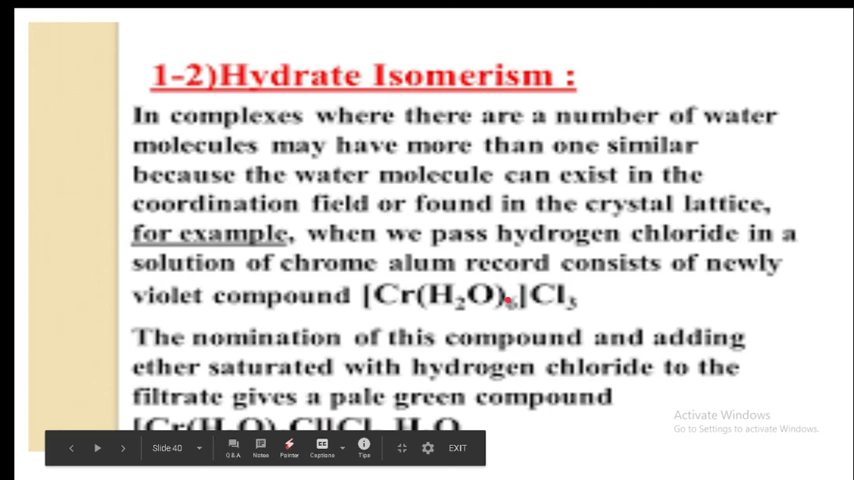 1-2)Hydrate Isomerism :
In complexes where there are a number of water
molecules may have more than one similar
because the water molecule can exist in the
coordination field or found in the crystal lattice,
for example, when we pass hydrogen chloride in a
solution of chrome alum record consists of newly
violet compound [Cr(H₂O)₆]Cl₃
The nomination of this compound and adding
ether saturated with hydrogen chloride to the
filtrate gives a pale green compound
Activate Windows
Go to Settings to activate Windows.
Slide 40
Q&A
Notes
Pointer
Captions
Tips
EXIT